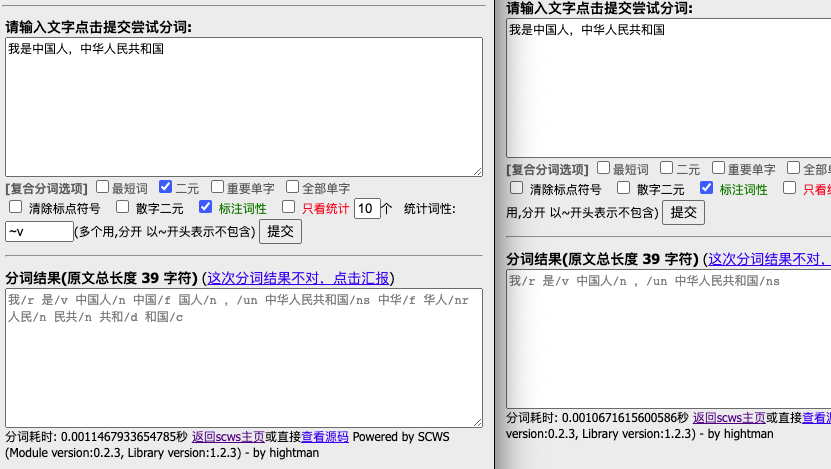 请输入文字点击提交尝试分词:
我是中国人，中华人民共和国
[复合分词选项] 最短词 二元 重要单字 全部单字
清除标点符号 散字二元 标注词性 只看统计 10 个 统计词性:
~v (多个用,分开 以~开头表示不包含) 提交
分词结果(原文总长度 39 字符) (这次分词结果不对，点击汇报)
我/r 是/v 中国人/n 中国/f 国人/n ，/un 中华人民共和国/ns 中华/f 华人/nr
人民/n 民共/n 共和/d 和国/c
分词耗时: 0.0011467933654785秒 返回scws主页或直接查看源码 Powered by SCWS
(Module version:0.2.3, Library version:1.2.3) - by hightman
请输入文字点击提交尝试分词:
我是中国人，中华人民共和国
[复合分词选项] 最短词 二元 重要单字 全部
清除标点符号 散字二元 标注词性 只看
用,分开 以~开头表示不包含) 提交
分词结果(原文总长度 39 字符) (这次分词结果不对，
我/r 是/v 中国人/n ，/un 中华人民共和国/ns
分词耗时: 0.0010671615600586秒 返回scws主页或直接查看
version:0.2.3, Library version:1.2.3) - by hightman